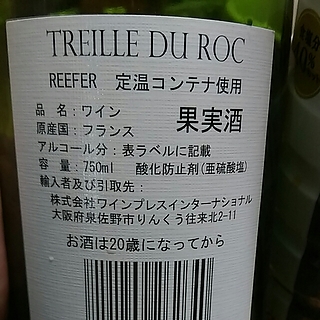 TREILLE DU ROC
REEFER 定温コンテナ使用
品 名：ワイン 果実酒
原産国：フランス
アルコール分：表ラベルに記載
容 量：750ml 酸化防止剤(亜硫酸塩)
輸入者及び引取先：
株式会社ワインプレスインターナショナル
大阪府泉佐野市りんくう往来北2-11
お酒は20歳になってから